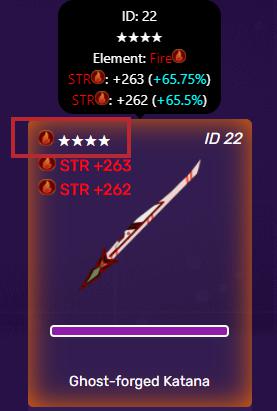 ID: 22
★★★★
Element: Fire
STR: +263 (+65.75%)
STR: +262 (+65.5%)
★★★★ ID 22
STR +263
STR +262
Ghost-forged Katana